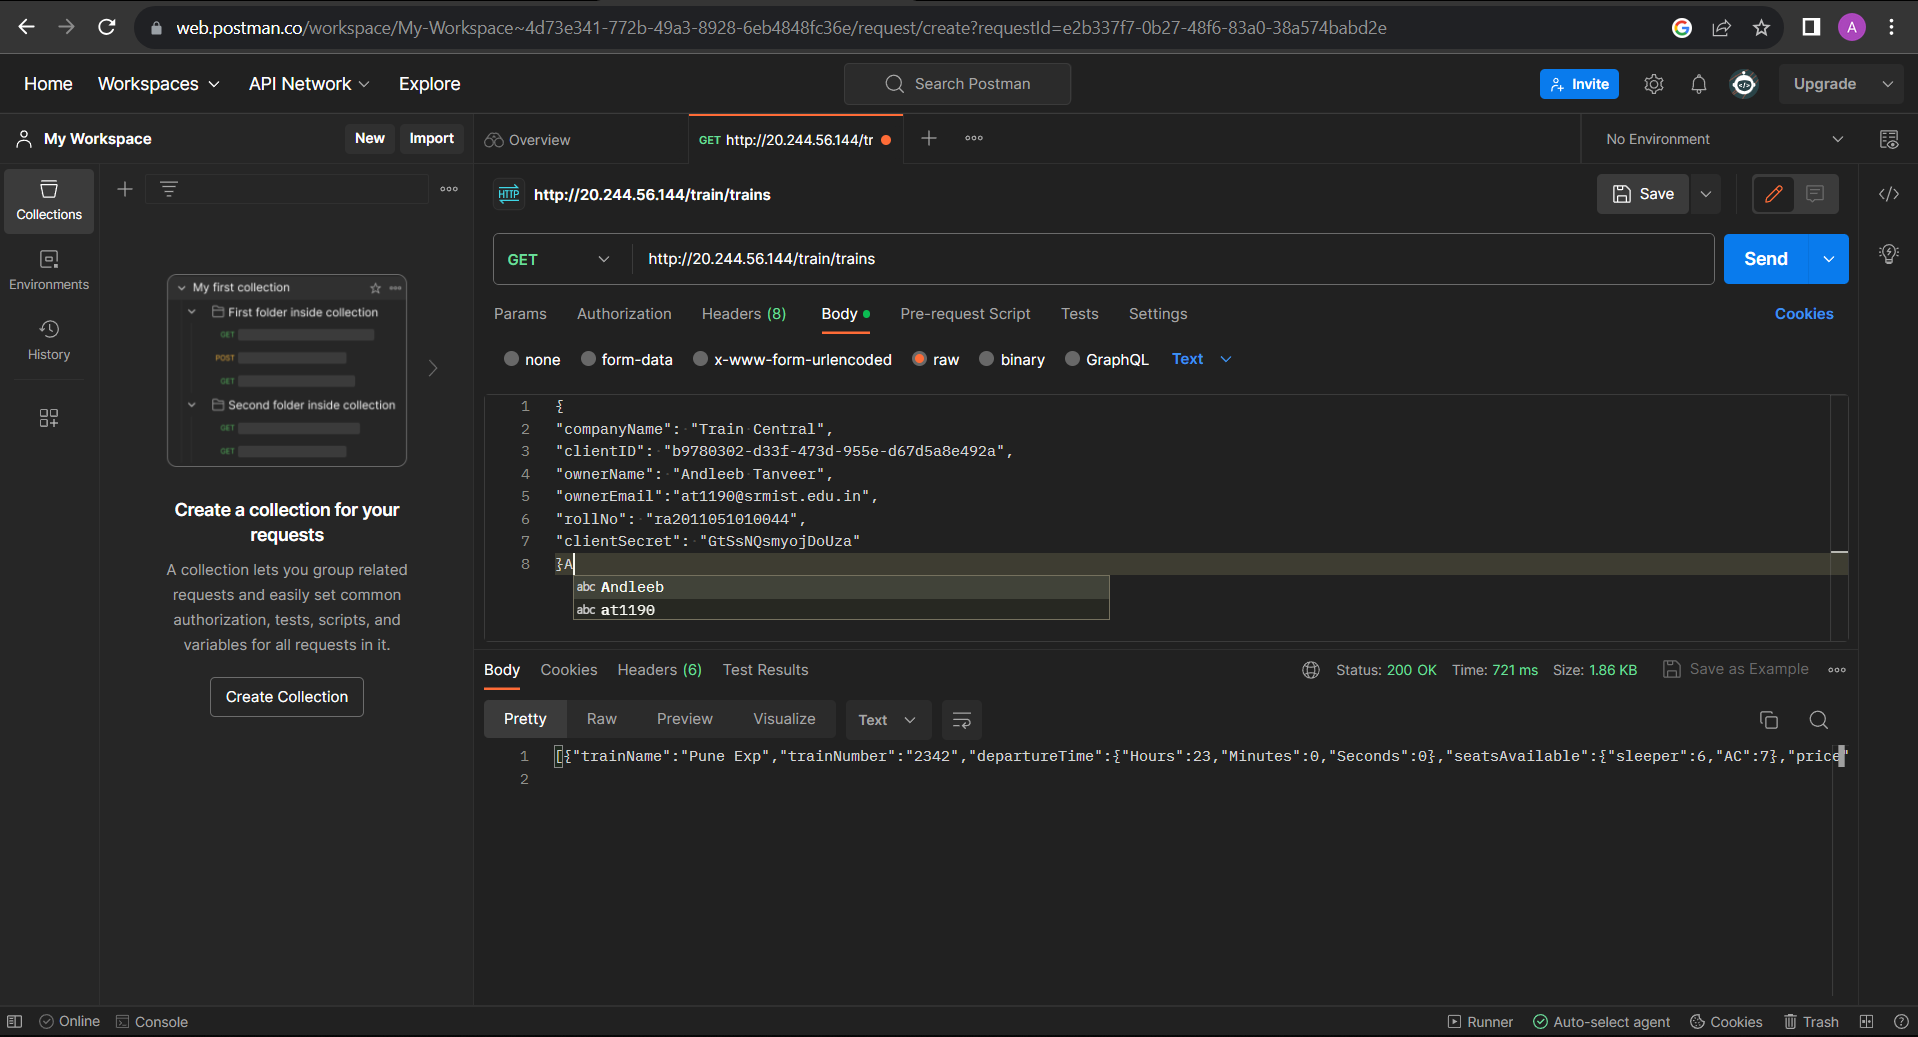 web.postman.co/workspace/My-Workspace~4d73e341-772b-49a3-8928-6eb4848fc36e/request/create?requestId=e2b337f7-0b27-48f6-83a0-38a574babd2e
A
Home Workspaces API Network Explore
Search Postman
Invite
Upgrade
My Workspace
New Import
Overview
GET http://20.244.56.144/tr
No Environment
Collections
Environments
History
My first collection
First folder inside collection
GET
POST
GET
Second folder inside collection
GET
GET
Create a collection for your
requests
A collection lets you group related
requests and easily set common
authorization, tests, scripts, and
variables for all requests in it.
Create Collection
HTTP http://20.244.56.144/train/trains
Save
GET http://20.244.56.144/train/trains
Send
Params Authorization Headers (8) Body Pre-request Script Tests Settings
Cookies
none form-data x-www-form-urlencoded raw binary GraphQL Text
1 {
2 "companyName": "Train Central",
3 "clientID": "b9780302-d33f-473d-955e-d67d5a8e492a",
4 "ownerName": "Andleeb Tanveer",
5 "ownerEmail":"at1190@srmist.edu.in",
6 "rollNo": "ra2011051010044",
7 "clientSecret": "GtSsNQsmyojDoUza"
8 }A
abc Andleeb
abc at1190
Body Cookies Headers (6) Test Results
Status: 200 OK Time: 721 ms Size: 1.86 KB Save as Example
Pretty Raw Preview Visualize Text
1 [{"trainName":"Pune Exp","trainNumber":"2342","departureTime":{"Hours":23,"Minutes":0,"Seconds":0},"seatsAvailable":{"sleeper":6,"AC":7},"price"
2
Online Console
Runner Auto-select agent Cookies Trash